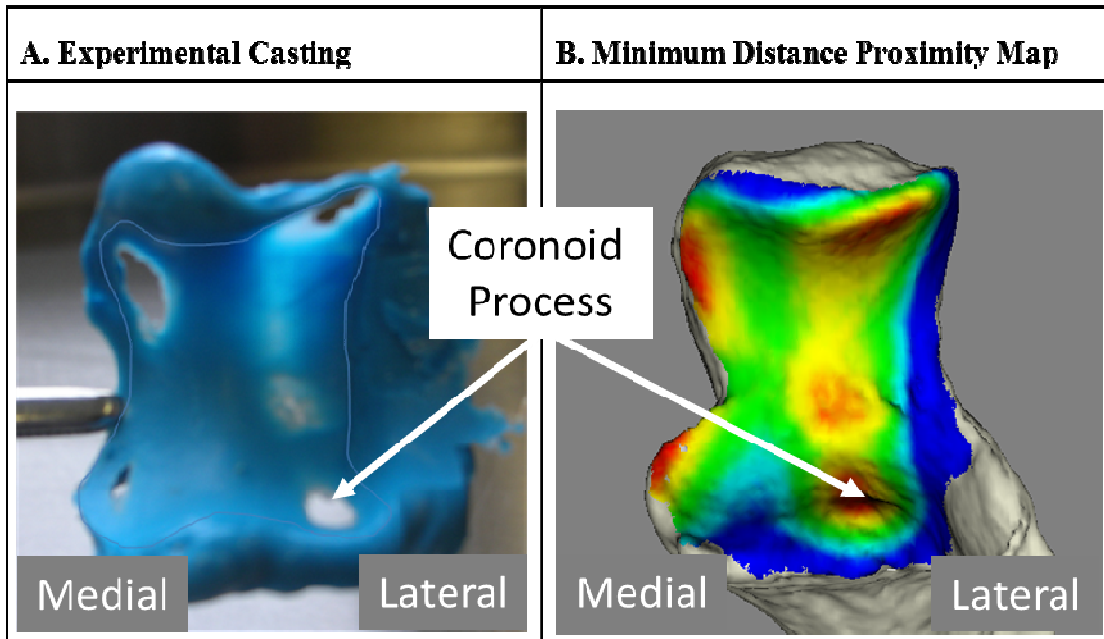 A. Experimental Casting
B. Minimum Distance Proximity Map
Coronoid
Process
Medial
Lateral
Medial
Lateral